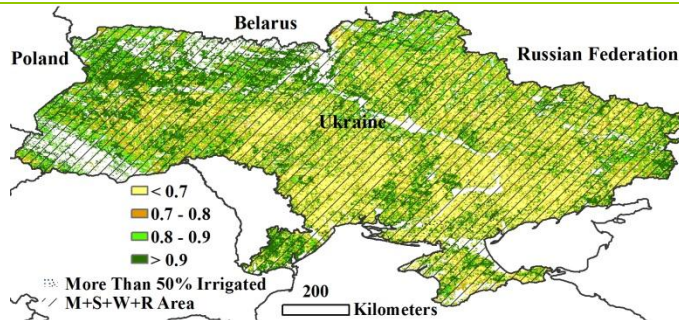 Belarus
Poland
Russian Federation
Ukraine
< 0.7
0.7 - 0.8
0.8 - 0.9
> 0.9
More Than 50% Irrigated
M+S+W+R Area
200
Kilometers